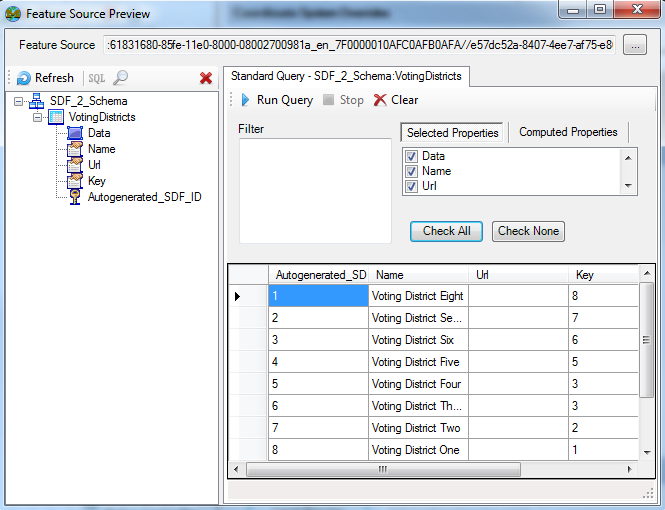 Feature Source Preview
Feature Source :61831680-85fe-11e0-8000-08002700981a_en_7F0000010AFC0AFB0AFA//e57dc52a-8407-4ee7-af75-e8 ...
Refresh SQL
SDF_2_Schema
VotingDistricts
Data
Name
Url
Key
Autogenerated_SDF_ID
Standard Query - SDF_2_Schema:VotingDistricts
Run Query Stop Clear
Filter
Selected Properties Computed Properties
Data
Name
Url
Check All Check None
Autogenerated_SD Name Url Key
1 Voting District Eight 8
2 Voting District Se... 7
3 Voting District Six 6
4 Voting District Five 5
5 Voting District Four 3
6 Voting District Th... 3
7 Voting District Two 2
8 Voting District One 1